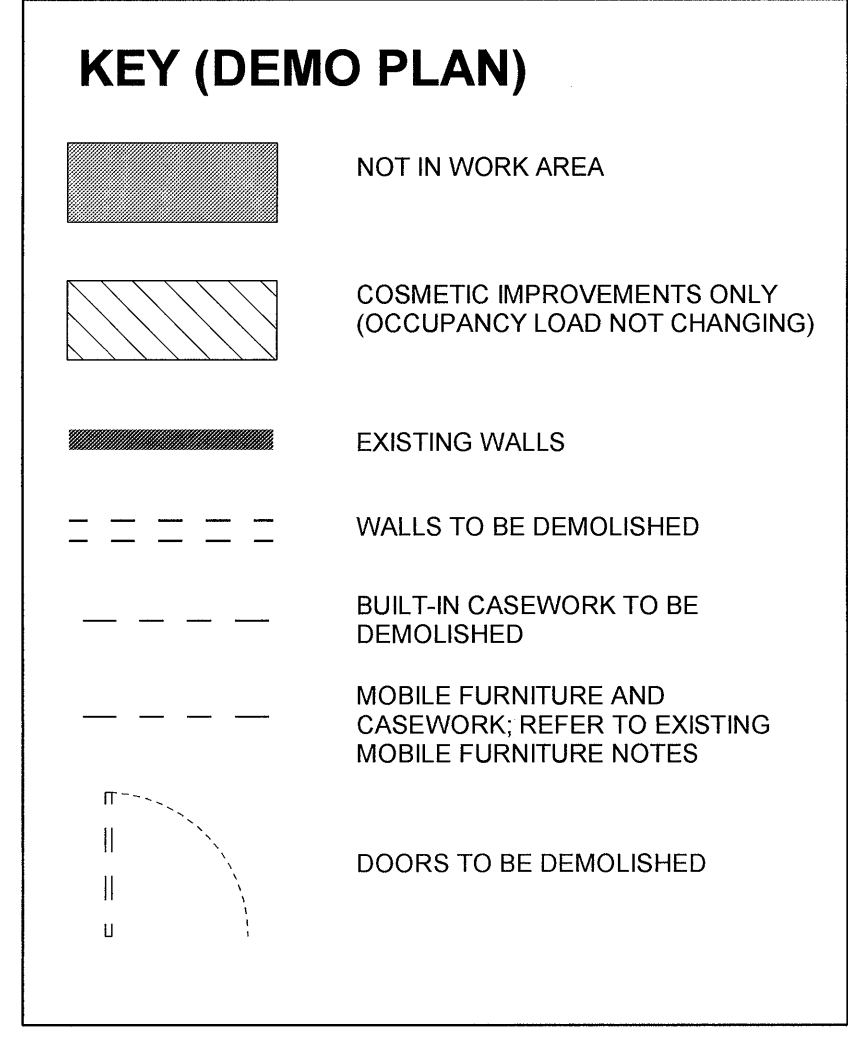 KEY (DEMO PLAN)
NOT IN WORK AREA
COSMETIC IMPROVEMENTS ONLY
(OCCUPANCY LOAD NOT CHANGING)
EXISTING WALLS
WALLS TO BE DEMOLISHED
BUILT-IN CASEWORK TO BE
DEMOLISHED
MOBILE FURNITURE AND
CASEWORK; REFER TO EXISTING
MOBILE FURNITURE NOTES
DOORS TO BE DEMOLISHED